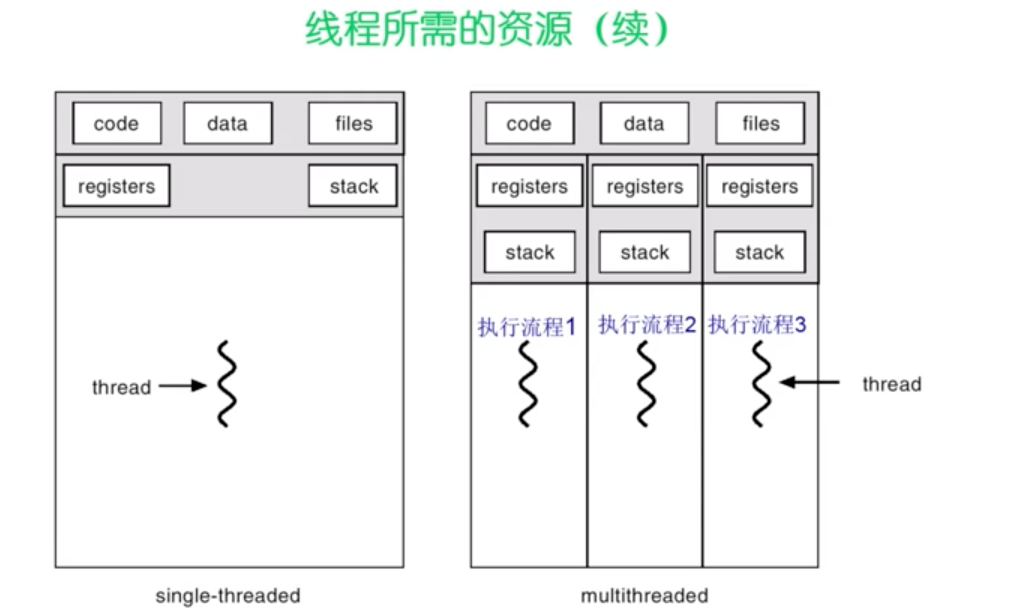 线程所需的资源（续）
code data files
registers stack
thread
single-threaded
code data files
registers registers registers
stack stack stack
执行流程1 执行流程2 执行流程3
thread
multithreaded